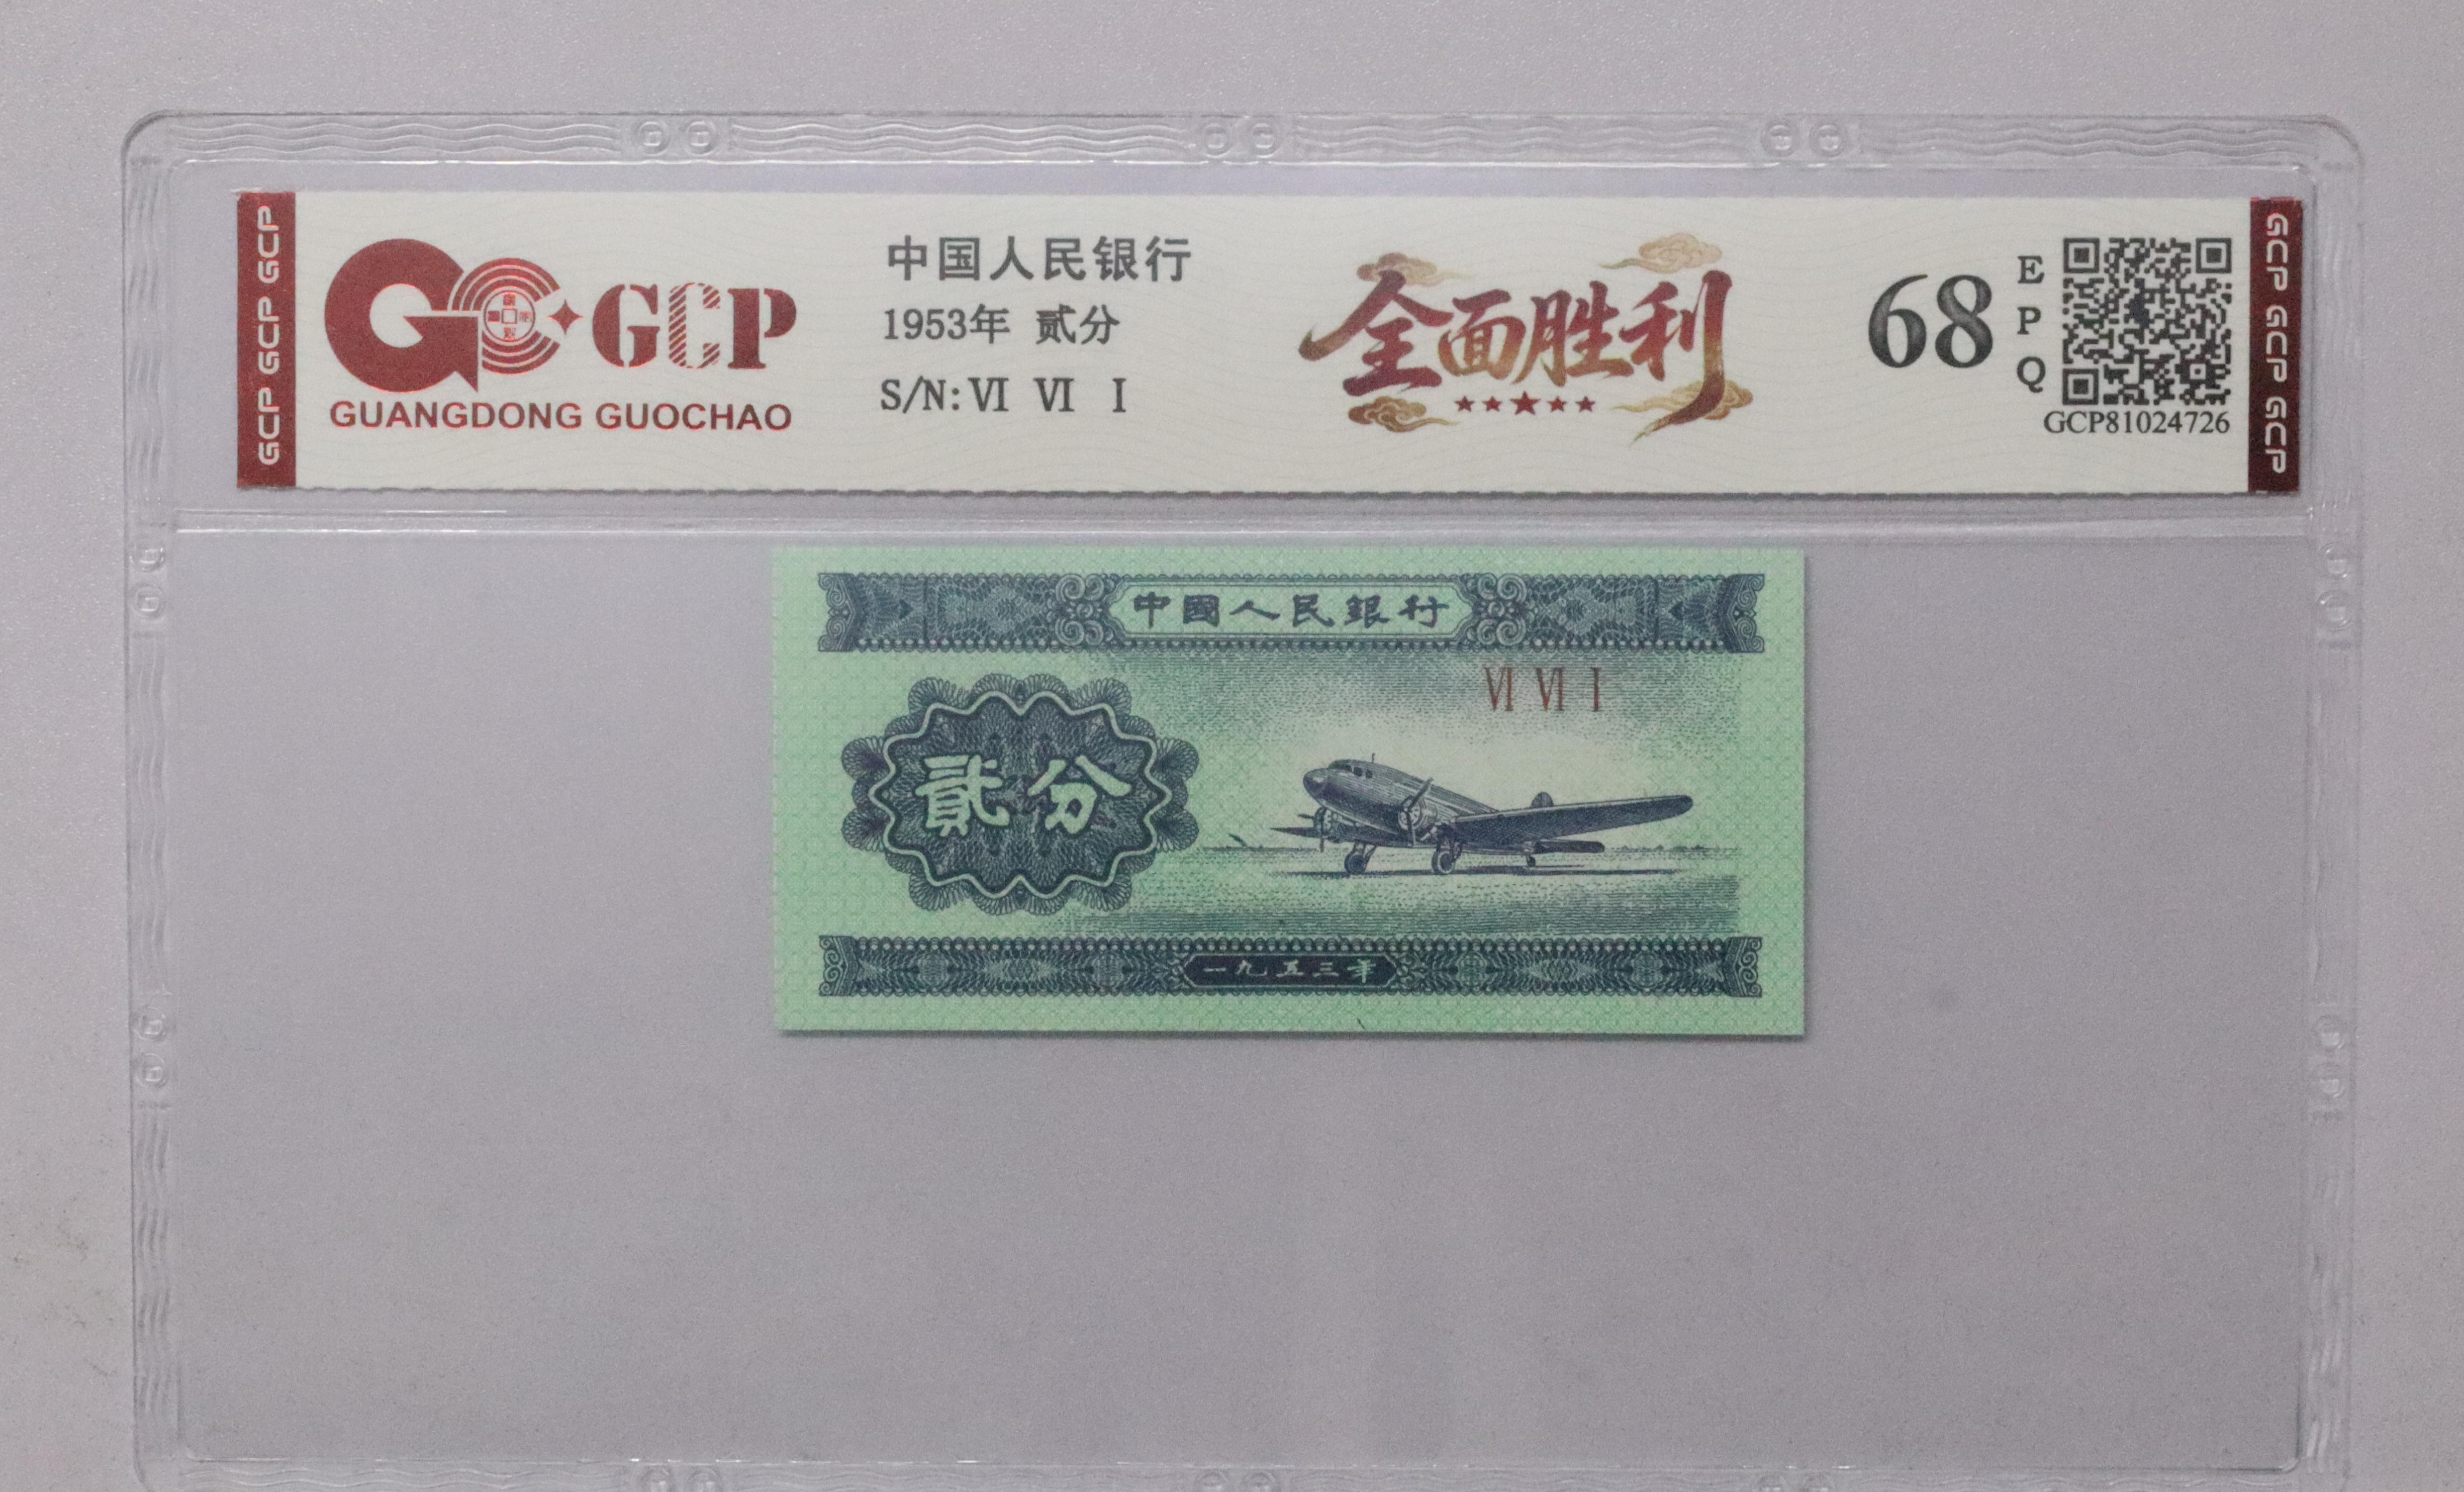 GCP GCP GCP
GCP
GUANGDONG GUOCHAO
中国人民银行
1953年 贰分
S/N: VI VI I
全面胜利
68
EPQ
GCP81024726
GCP GCP GCP
中國人民銀行
VI VI I
貳分
一九五三年